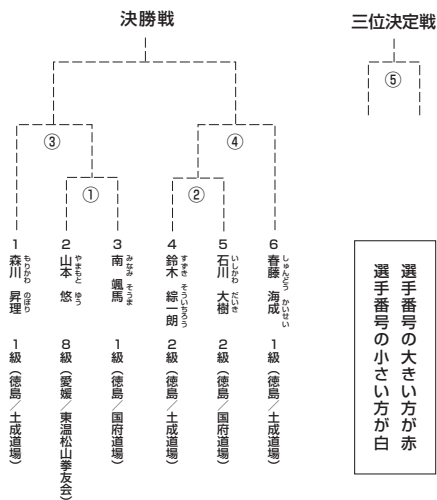 決勝戦
三位決定戦
③
④
⑤
①
②
1 森川 昇理 もりかわ のぼり 1級（徳島／土成道場）
2 山本 悠 やまもと ゆう 8級（愛媛／東温松山拳友会）
3 南 颯馬 みなみ そうま 1級（徳島／国府道場）
4 鈴木 綜一朗 すずき そういちろう 2級（徳島／土成道場）
5 石川 大樹 いしかわ だいき 2級（徳島／国府道場）
6 春藤 海成 しゅんどう かいせい 1級（徳島／土成道場）
選手番号の大きい方が赤
選手番号の小さい方が白